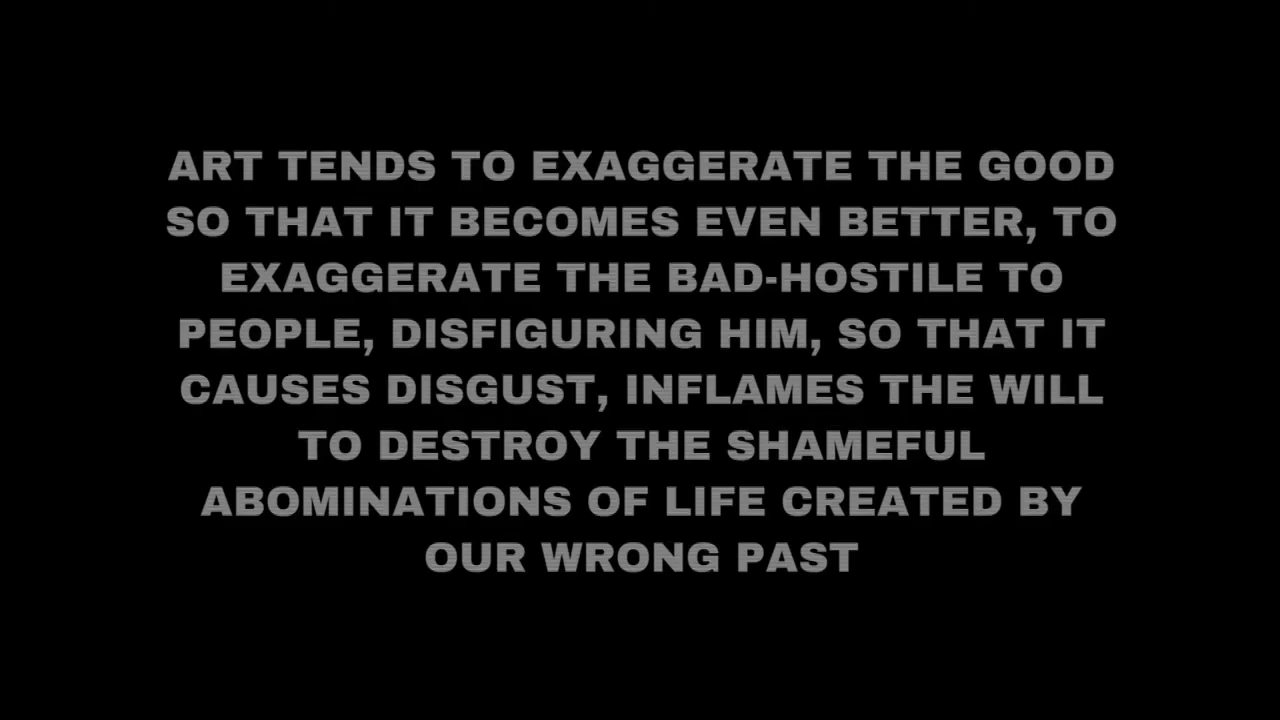 ART TENDS TO EXAGGERATE THE GOOD
SO THAT IT BECOMES EVEN BETTER, TO
EXAGGERATE THE BAD-HOSTILE TO
PEOPLE, DISFIGURING HIM, SO THAT IT
CAUSES DISGUST, INFLAMES THE WILL
TO DESTROY THE SHAMEFUL
ABOMINATIONS OF LIFE CREATED BY
OUR WRONG PAST